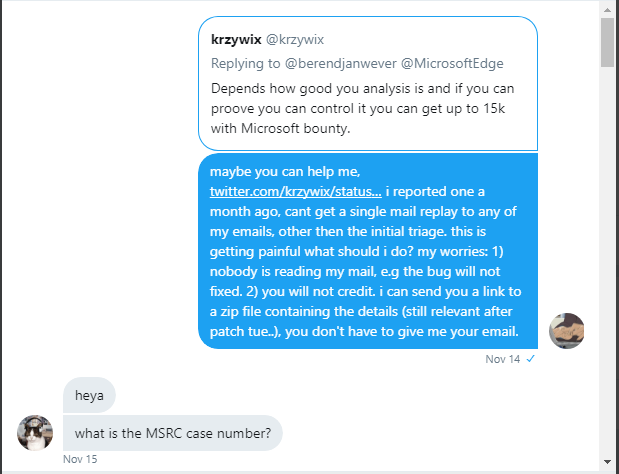 krzywix @krzywix
Replying to @berendjanwever @MicrosoftEdge
Depends how good you analysis is and if you can
proove you can control it you can get up to 15k
with Microsoft bounty.
maybe you can help me,
twitter.com/krzywix/status... i reported one a
month ago, cant get a single mail replay to any of
my emails, other then the initial triage. this is
getting painful what should i do? my worries: 1)
nobody is reading my mail, e.g the bug will not
fixed. 2) you will not credit. i can send you a link to
a zip file containing the details (still relevant after
patch tue..), you don't have to give me your email.
Nov 14
heya
what is the MSRC case number?
Nov 15